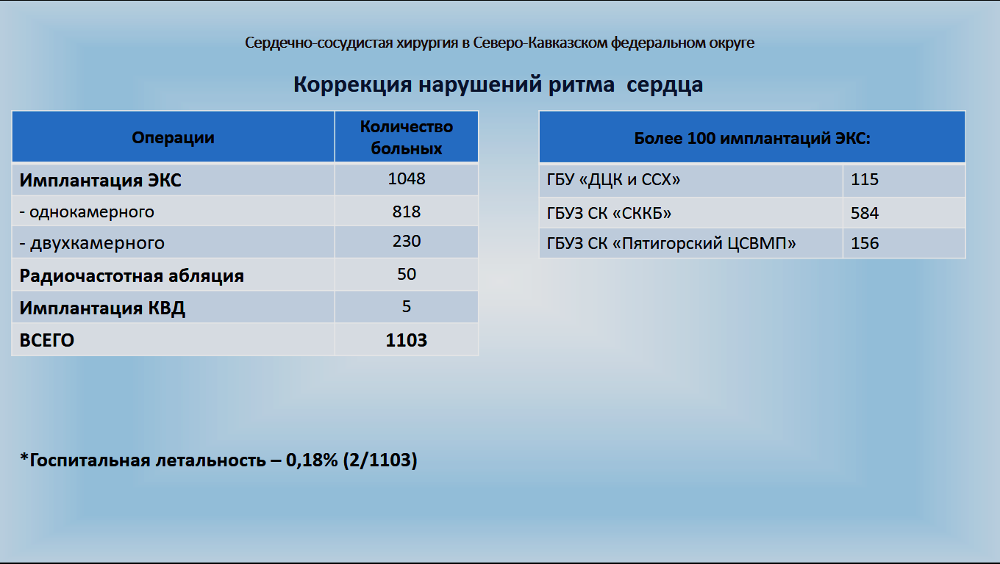 Сердечно-сосудистая хирургия в Северо-Кавказском федеральном округе
Коррекция нарушений ритма сердца
Операции
Количество
больных
Имплантация ЭКС
1048
- однокамерного
818
- двухкамерного
230
Радиочастотная абляция
50
Имплантация КВД
5
ВСЕГО
1103
Более 100 имплантаций ЭКС:
ГБУ «ДЦК и ССХ»
115
ГБУЗ СК «СККБ»
584
ГБУЗ СК «Пятигорский ЦСВМП»
156
*Госпитальная летальность – 0,18% (2/1103)